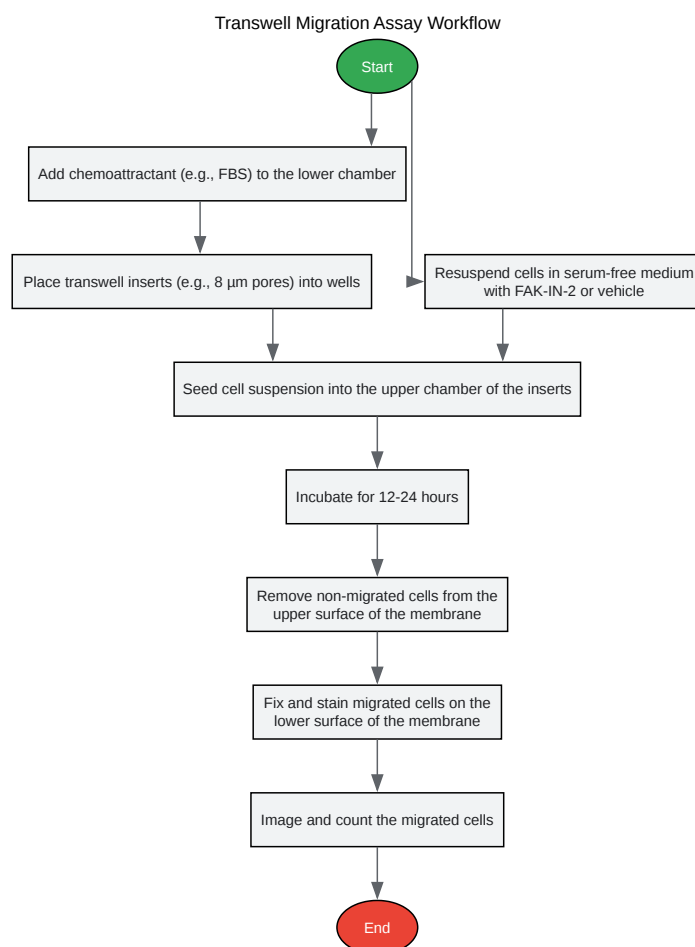 Transwell Migration Assay Workflow
Start
Add chemoattractant (e.g., FBS) to the lower chamber
Place transwell inserts (e.g., 8 µm pores) into wells
Resuspend cells in serum-free medium
with FAK-IN-2 or vehicle
Seed cell suspension into the upper chamber of the inserts
Incubate for 12-24 hours
Remove non-migrated cells from the
upper surface of the membrane
Fix and stain migrated cells on the
lower surface of the membrane
Image and count the migrated cells
End